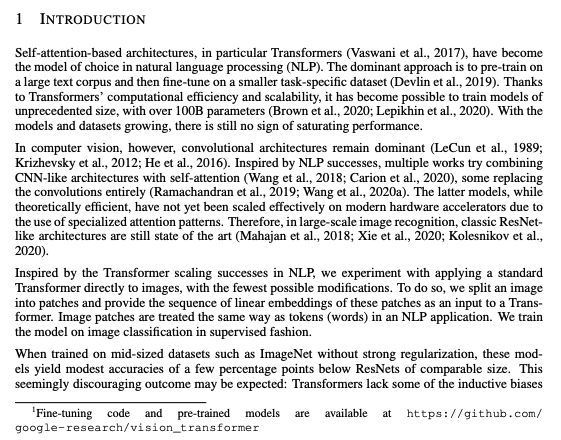 1 INTRODUCTION
Self-attention-based architectures, in particular Transformers (Vaswani et al., 2017), have become
the model of choice in natural language processing (NLP). The dominant approach is to pre-train on
a large text corpus and then fine-tune on a smaller task-specific dataset (Devlin et al., 2019). Thanks
to Transformers' computational efficiency and scalability, it has become possible to train models of
unprecedented size, with over 100B parameters (Brown et al., 2020; Lepikhin et al., 2020). With the
models and datasets growing, there is still no sign of saturating performance.
In computer vision, however, convolutional architectures remain dominant (LeCun et al., 1989;
Krizhevsky et al., 2012; He et al., 2016). Inspired by NLP successes, multiple works try combining
CNN-like architectures with self-attention (Wang et al., 2018; Carion et al., 2020), some replacing
the convolutions entirely (Ramachandran et al., 2019; Wang et al., 2020a). The latter models, while
theoretically efficient, have not yet been scaled effectively on modern hardware accelerators due to
the use of specialized attention patterns. Therefore, in large-scale image recognition, classic ResNet-
like architectures are still state of the art (Mahajan et al., 2018; Xie et al., 2020; Kolesnikov et al.,
2020).
Inspired by the Transformer scaling successes in NLP, we experiment with applying a standard
Transformer directly to images, with the fewest possible modifications. To do so, we split an image
into patches and provide the sequence of linear embeddings of these patches as an input to a Trans-
former. Image patches are treated the same way as tokens (words) in an NLP application. We train
the model on image classification in supervised fashion.
When trained on mid-sized datasets such as ImageNet without strong regularization, these mod-
els yield modest accuracies of a few percentage points below ResNets of comparable size. This
seemingly discouraging outcome may be expected: Transformers lack some of the inductive biases
1Fine-tuning code and pre-trained models are available at https://github.com/
google-research/vision_transformer